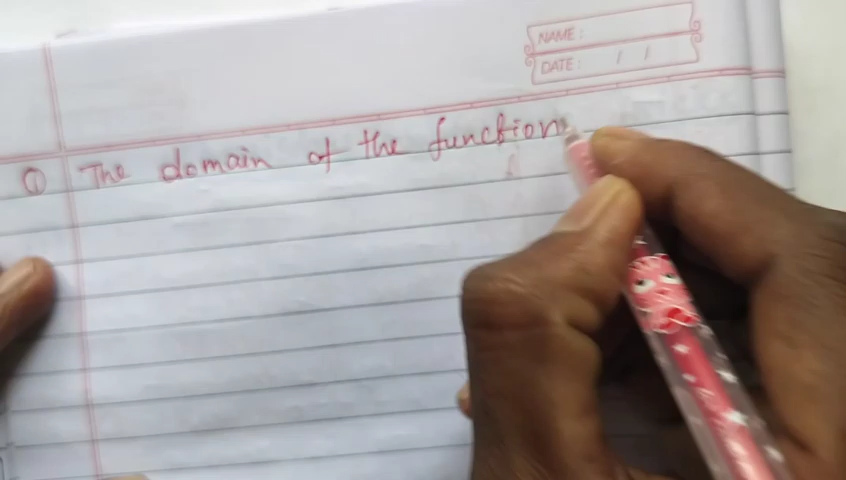 NAME :
DATE : / /
① The domain of the function